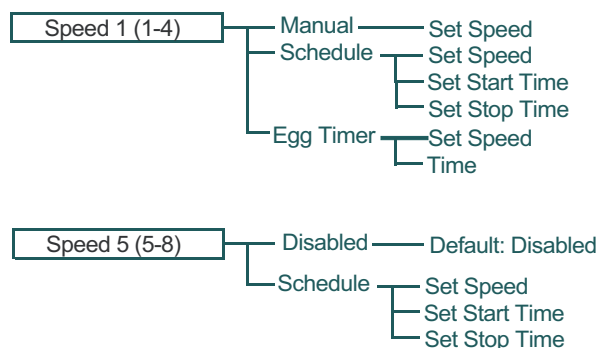 Speed 1 (1-4)
Manual
Set Speed
Schedule
Set Speed
Set Start Time
Set Stop Time
Egg Timer
Set Speed
Time
Speed 5 (5-8)
Disabled
Default: Disabled
Schedule
Set Speed
Set Start Time
Set Stop Time